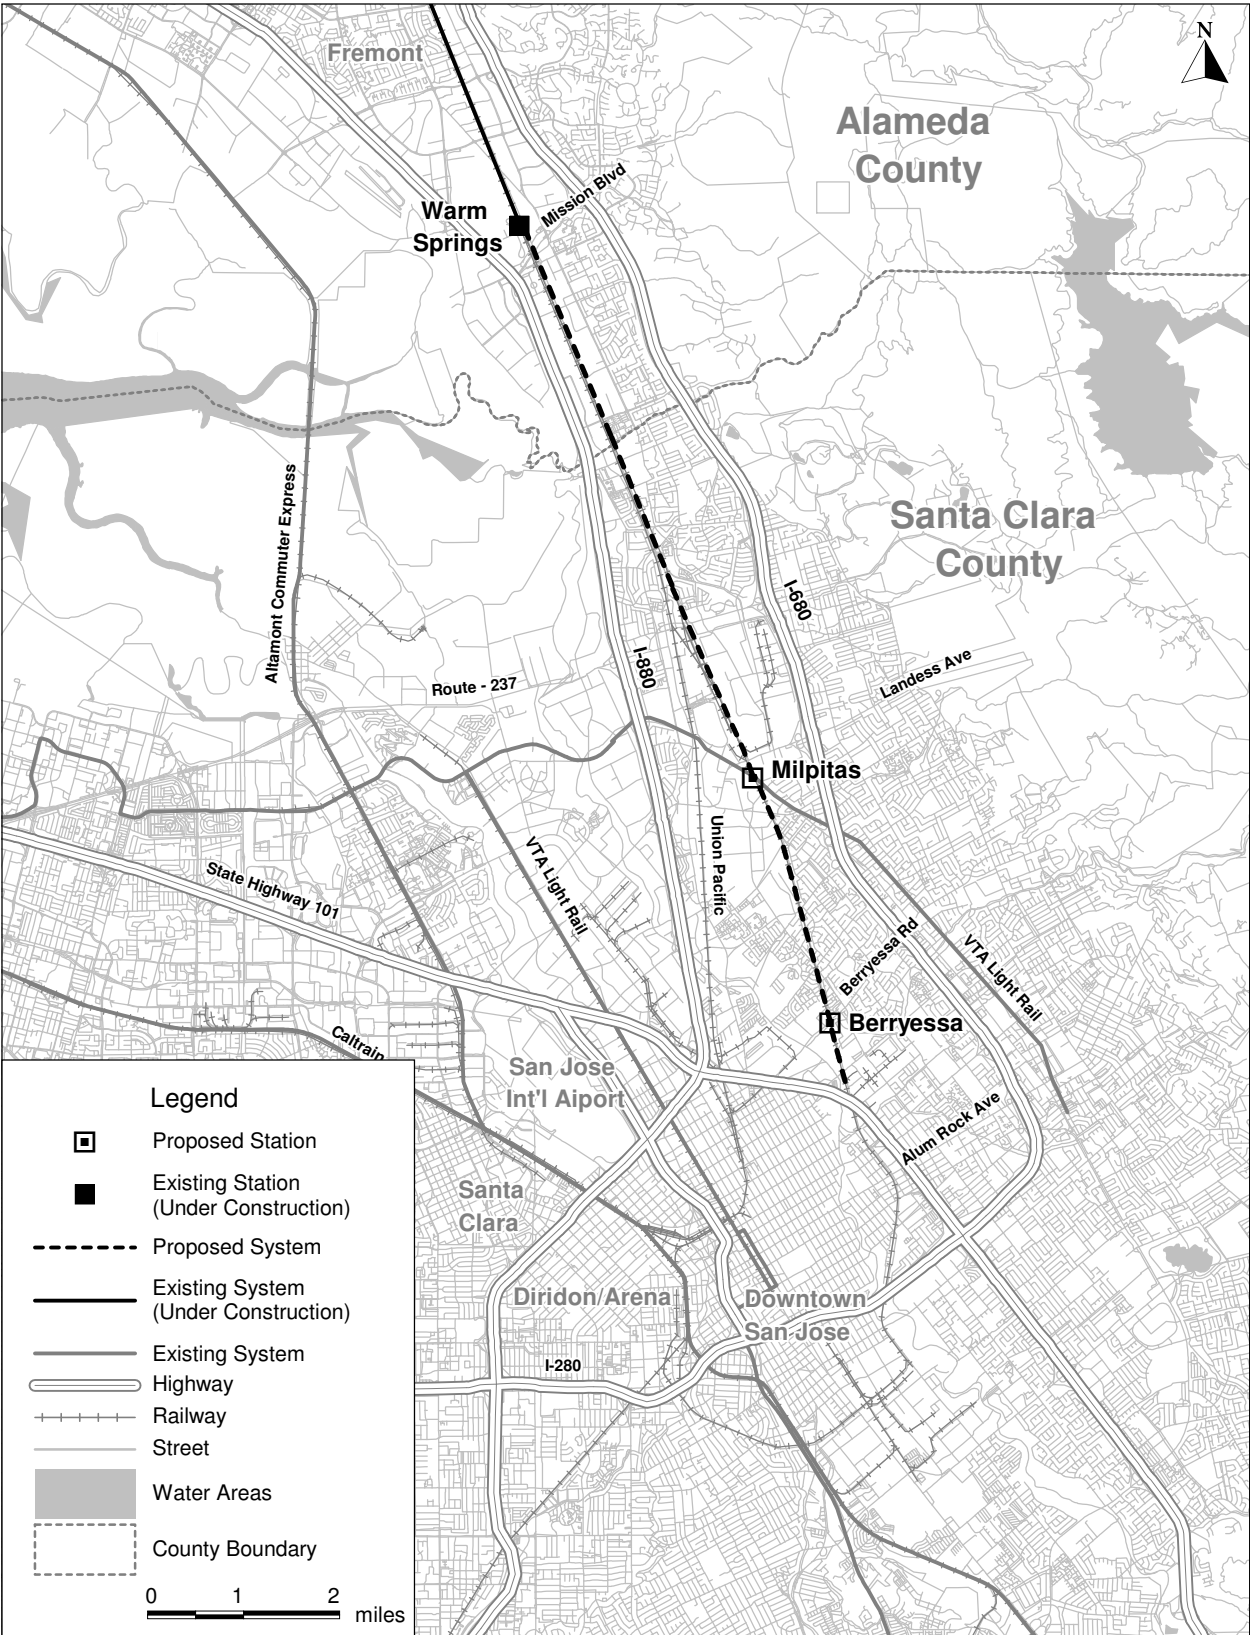 N
Fremont
Alameda
County
Mission Blvd
Warm
Springs
Santa Clara
County
Altamont Commuter Express
I-680
I-880
Landess Ave
Route - 237
Milpitas
Union Pacific
VTA Light Rail
State Highway 101
Berryessa Rd
VTA Light Rail
Berryessa
Caltrain
San Jose
Int'l Aiport
Alum Rock Ave
Santa
Clara
Diridon/Arena
Downtown
San Jose
I-280
Legend
Proposed Station
Existing Station
(Under Construction)
Proposed System
Existing System
(Under Construction)
Existing System
Highway
Railway
Street
Water Areas
County Boundary
0 1 2
miles